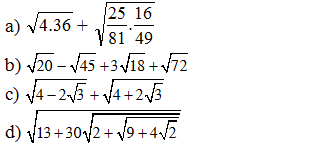 a) √4.36 + √(25/81 . 16/49)
b) √20 − √45 + 3√18 + √72
c) √(4−2√3) + √(4+2√3)
d) √(13+30√(2+√(9+4√2)))